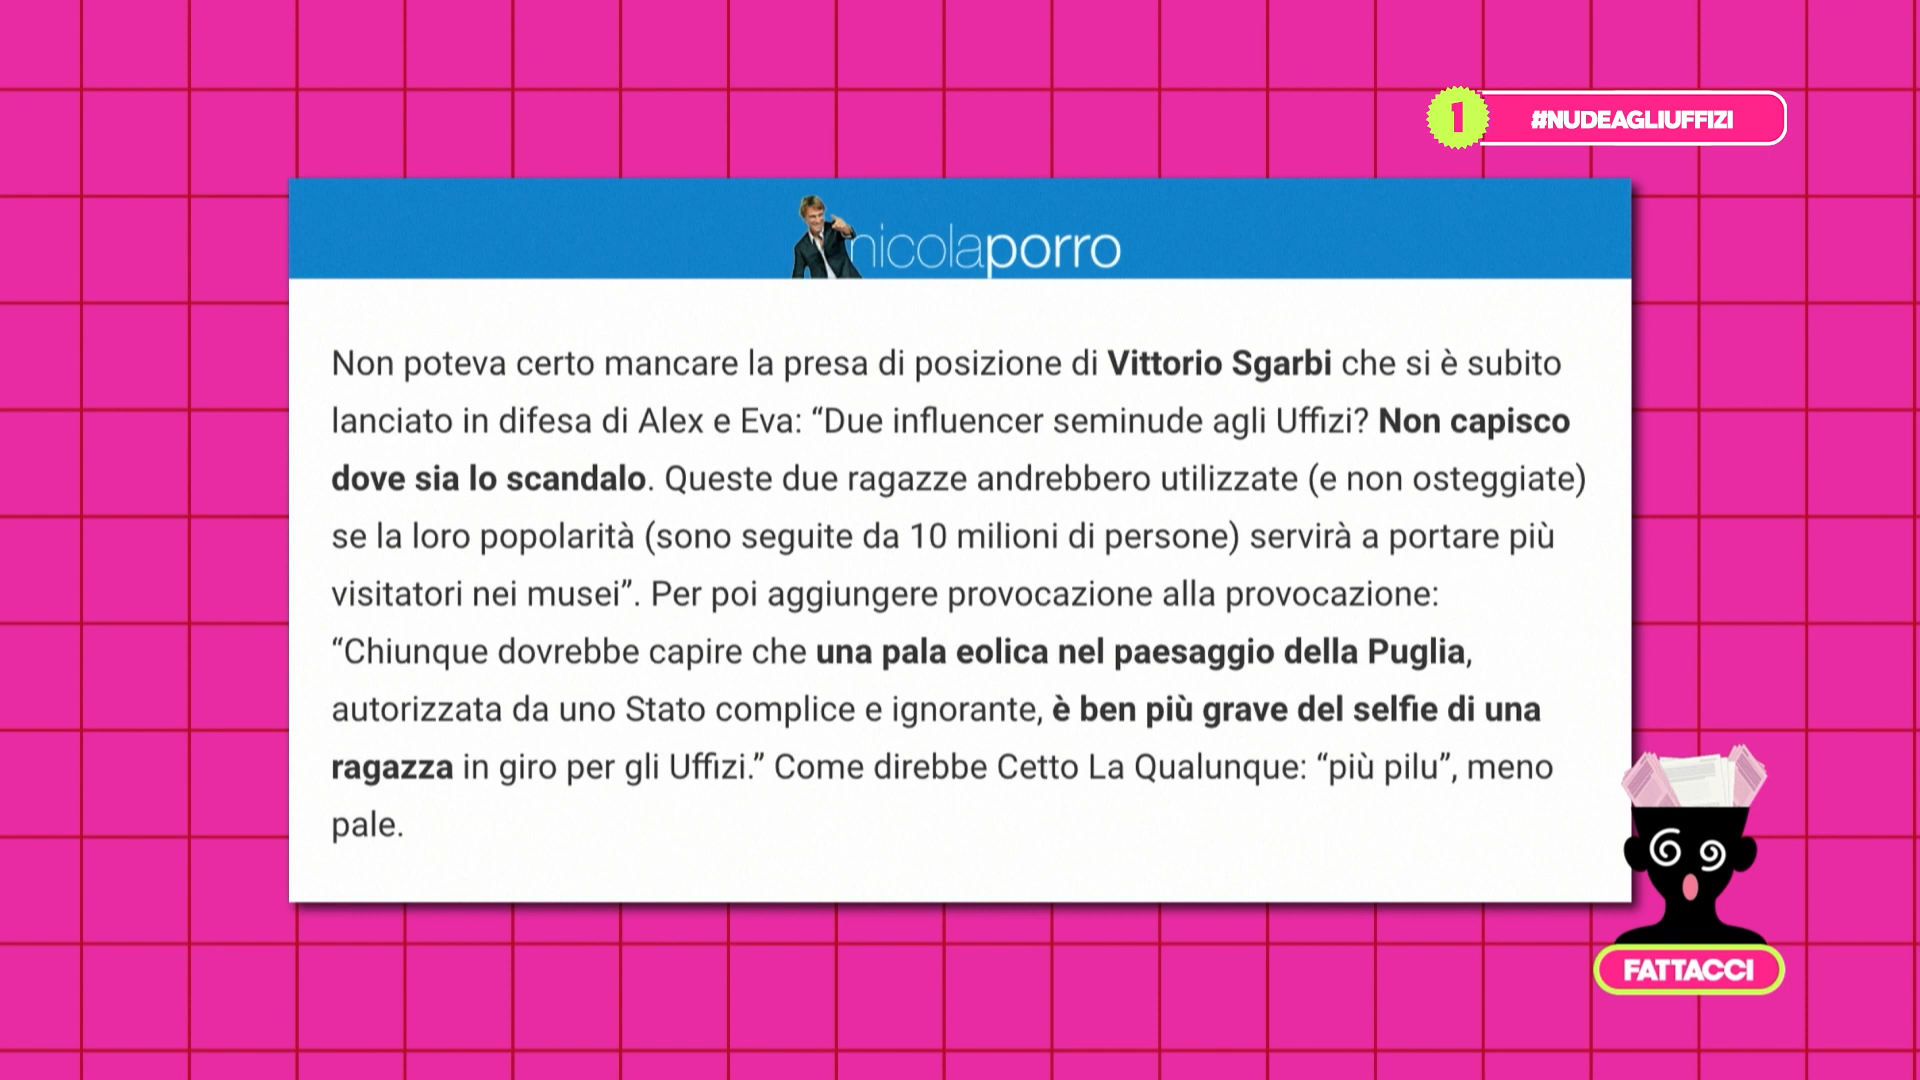 1 #NUDEAGLIUFFIZI
nicolaporro
Non poteva certo mancare la presa di posizione di Vittorio Sgarbi che si è subito
lanciato in difesa di Alex e Eva: “Due influencer seminude agli Uffizi? Non capisco
dove sia lo scandalo. Queste due ragazze andrebbero utilizzate (e non osteggiate)
se la loro popolarità (sono seguite da 10 milioni di persone) servirà a portare più
visitatori nei musei”. Per poi aggiungere provocazione alla provocazione:
“Chiunque dovrebbe capire che una pala eolica nel paesaggio della Puglia,
autorizzata da uno Stato complice e ignorante, è ben più grave del selfie di una
ragazza in giro per gli Uffizi.” Come direbbe Cetto La Qualunque: “più pilu”, meno
pale.
FATTACCI